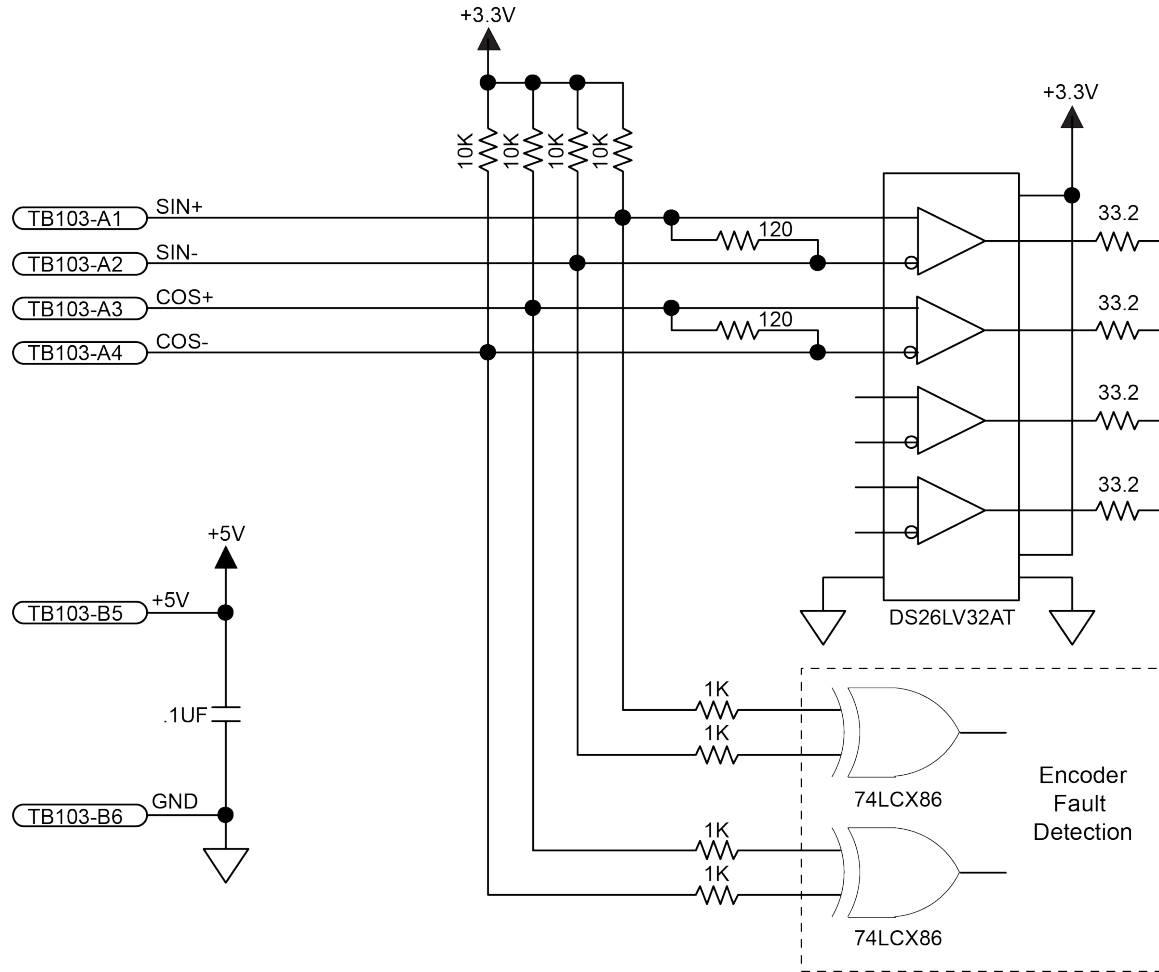 +3.3V
+3.3V
10K
10K
10K
10K
TB103-A1
SIN+
33.2
120
TB103-A2
SIN-
TB103-A3
COS+
33.2
120
TB103-A4
COS-
33.2
33.2
+5V
TB103-B5
+5V
DS26LV32AT
.1UF
1K
1K
74LCX86
Encoder
Fault
Detection
TB103-B6
GND
1K
1K
74LCX86